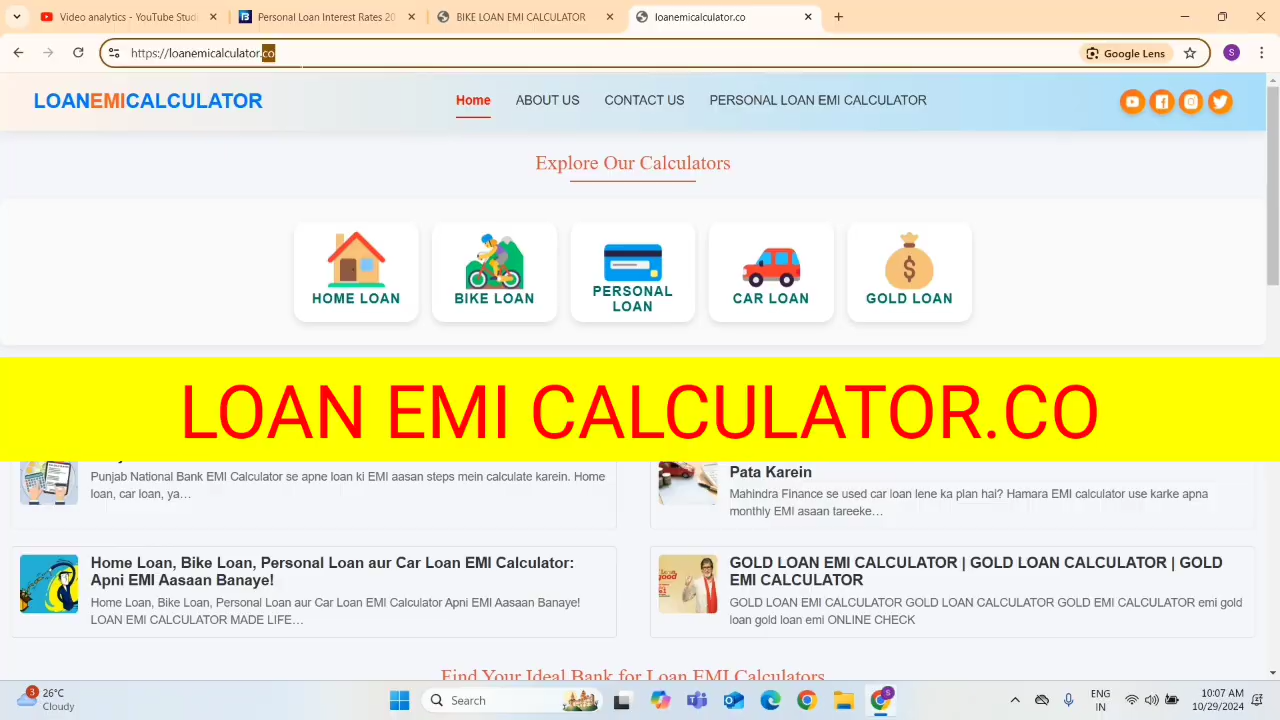 Video analytics - YouTube Stud
Personal Loan Interest Rates 20
BIKE LOAN EMI CALCULATOR
loanemicalculator.co
https://loanemicalculator.co
Google Lens
S
LOANEMICALCULATOR
Home
ABOUT US
CONTACT US
PERSONAL LOAN EMI CALCULATOR
Explore Our Calculators
HOME LOAN
BIKE LOAN
PERSONAL
LOAN
CAR LOAN
GOLD LOAN
LOAN EMI CALCULATOR.CO
Punjab National Bank EMI Calculator se apne loan ki EMI aasan steps mein calculate karein. Home
loan, car loan, ya…
Pata Karein
Mahindra Finance se used car loan lene ka plan hai? Hamara EMI calculator use karke apna
monthly EMI asaan tareeke…
Home Loan, Bike Loan, Personal Loan aur Car Loan EMI Calculator:
Apni EMI Aasaan Banaye!
Home Loan, Bike Loan, Personal Loan aur Car Loan EMI Calculator Apni EMI Aasaan Banaye!
LOAN EMI CALCULATOR MADE LIFE…
GOLD LOAN EMI CALCULATOR | GOLD LOAN CALCULATOR | GOLD
EMI CALCULATOR
GOLD LOAN EMI CALCULATOR GOLD LOAN CALCULATOR GOLD EMI CALCULATOR emi gold
loan gold loan emi ONLINE CHECK
Find Your Ideal Bank for Loan EMI Calculators
3
26°C
Cloudy
Search
S
ENG
IN
10:07 AM
10/29/2024